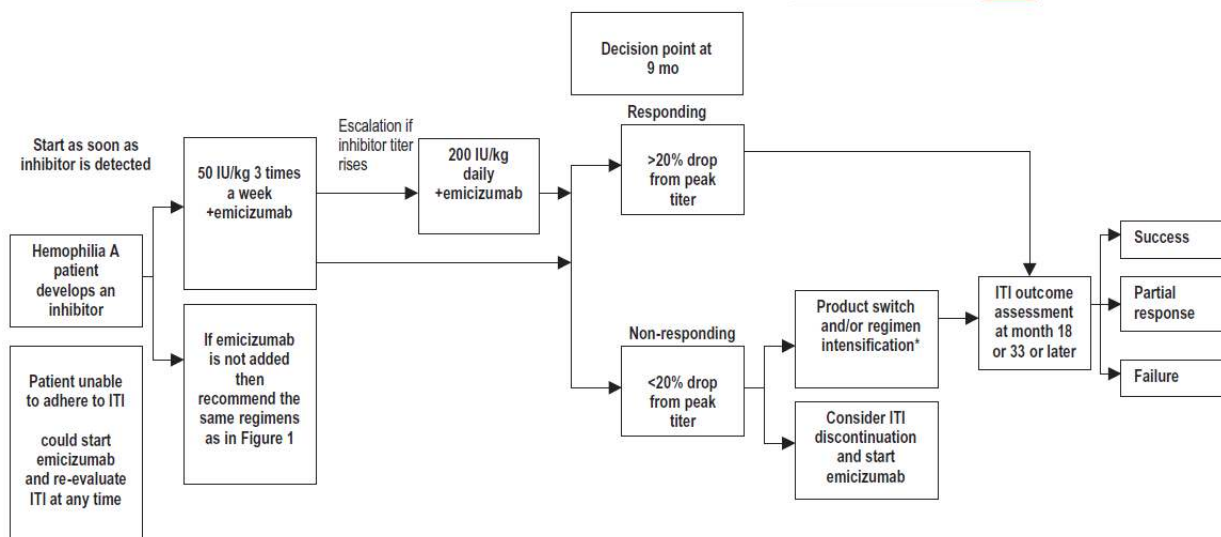 Decision point at
9 mo
Start as soon as
inhibitor is detected
Hemophilia A
patient
develops an
inhibitor
Patient unable
to adhere to ITI
could start
emicizumab
and re-evaluate
ITI at any time
50 IU/kg 3 times
a week
+emicizumab
If emicizumab
is not added
then
recommend the
same regimens
as in Figure 1
Escalation if
inhibitor titer
rises
200 IU/kg
daily
+emicizumab
Responding
>20% drop
from peak
titer
Non-responding
<20% drop
from peak
titer
Product switch
and/or regimen
intensification*
Consider ITI
discontinuation
and start
emicizumab
ITI outcome
assessment
at month 18
or 33 or later
Success
Partial
response
Failure